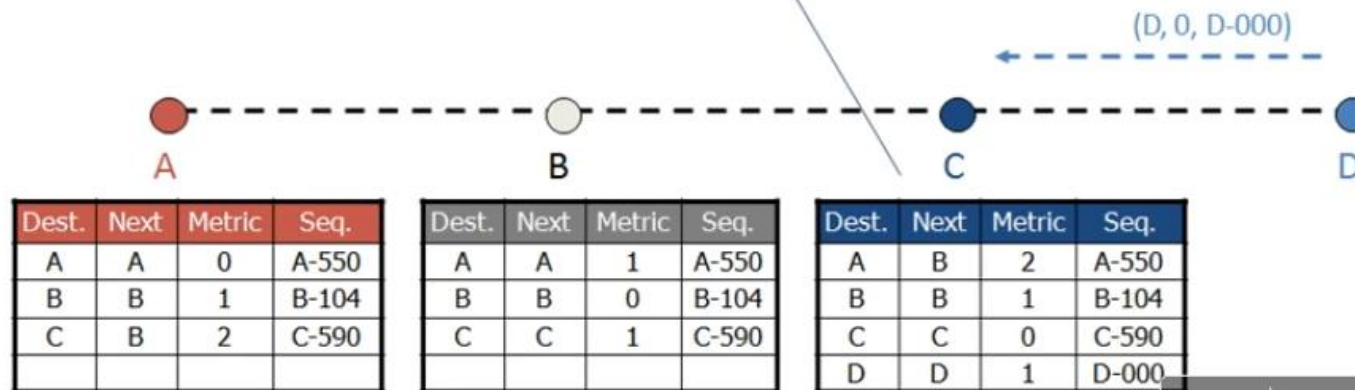 (D, 0, D-000)
A B C D
Dest. Next Metric Seq.
A A 0 A-550
B B 1 B-104
C B 2 C-590
Dest. Next Metric Seq.
A A 1 A-550
B B 0 B-104
C C 1 C-590
Dest. Next Metric Seq.
A B 2 A-550
B B 1 B-104
C C 0 C-590
D D 1 D-000